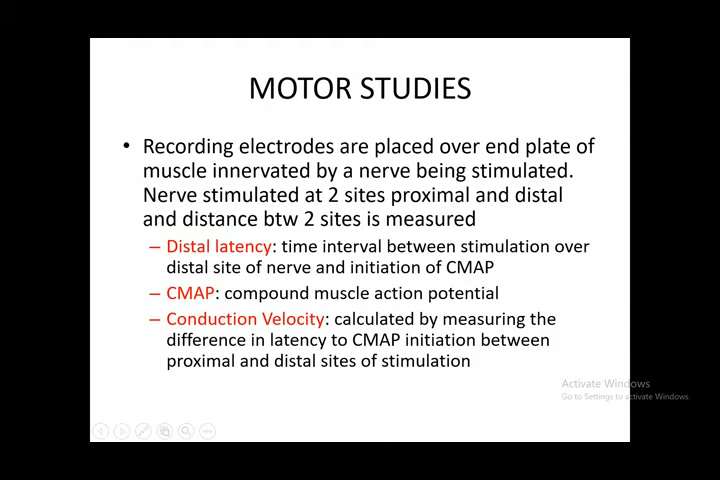 MOTOR STUDIES
• Recording electrodes are placed over end plate of
muscle innervated by a nerve being stimulated.
Nerve stimulated at 2 sites proximal and distal
and distance btw 2 sites is measured
– Distal latency: time interval between stimulation over
distal site of nerve and initiation of CMAP
– CMAP: compound muscle action potential
– Conduction Velocity: calculated by measuring the
difference in latency to CMAP initiation between
proximal and distal sites of stimulation
Activate Windows
Go to Settings to activate Windows.